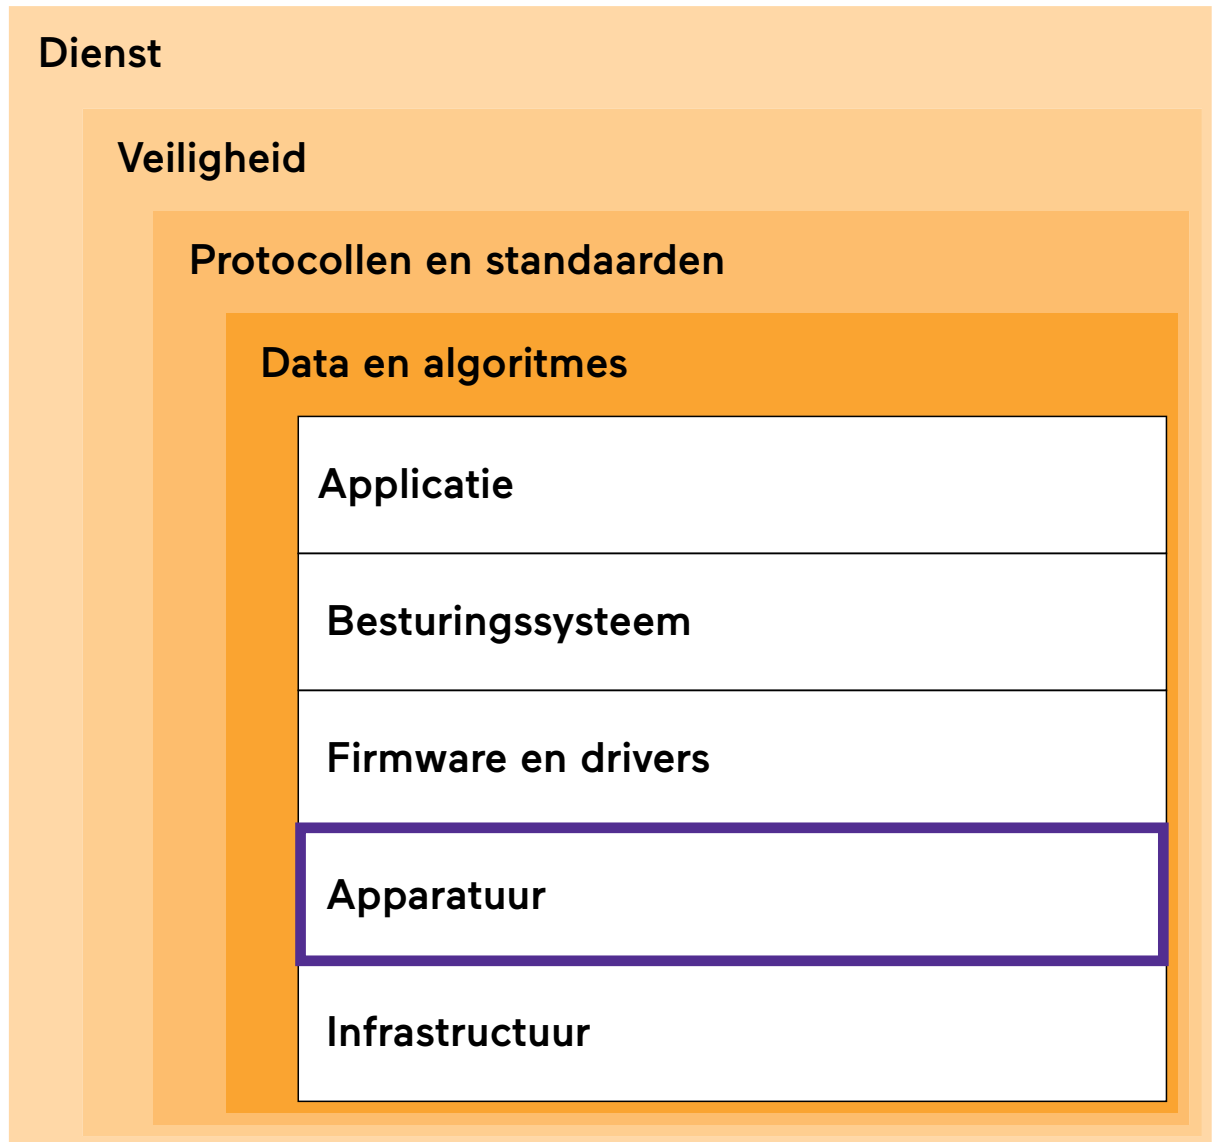 Dienst
Veiligheid
Protocollen en standaarden
Data en algoritmes
Applicatie
Besturingssysteem
Firmware en drivers
Apparatuur
Infrastructuur